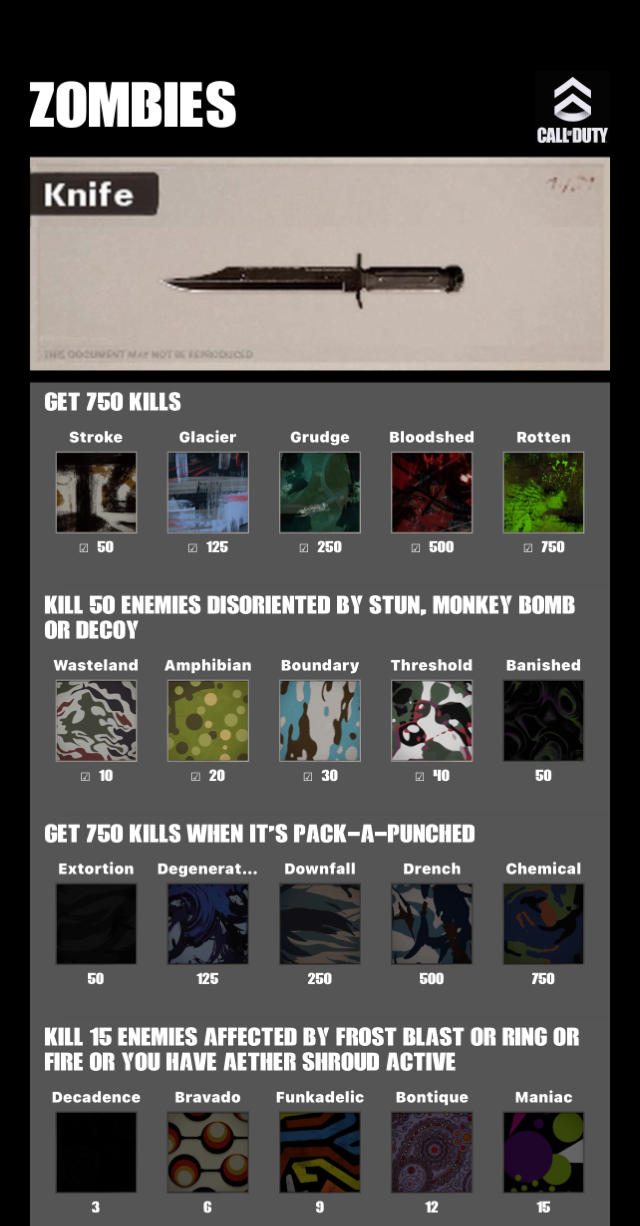 ZOMBIES
CALL OF DUTY
Knife
THIS DOCUMENT MAY NOT BE REPRODUCED
GET 750 KILLS
Stroke Glacier Grudge Bloodshed Rotten
☑ 50 ☑ 125 ☑ 250 ☑ 500 ☑ 750
KILL 50 ENEMIES DISORIENTED BY STUN, MONKEY BOMB
OR DECOY
Wasteland Amphibian Boundary Threshold Banished
☑ 10 ☑ 20 ☑ 30 ☑ 40 50
GET 750 KILLS WHEN IT'S PACK-A-PUNCHED
Extortion Degenerat... Downfall Drench Chemical
50 125 250 500 750
KILL 15 ENEMIES AFFECTED BY FROST BLAST OR RING OR
FIRE OR YOU HAVE AETHER SHROUD ACTIVE
Decadence Bravado Funkadelic Bontique Maniac
3 6 9 12 15